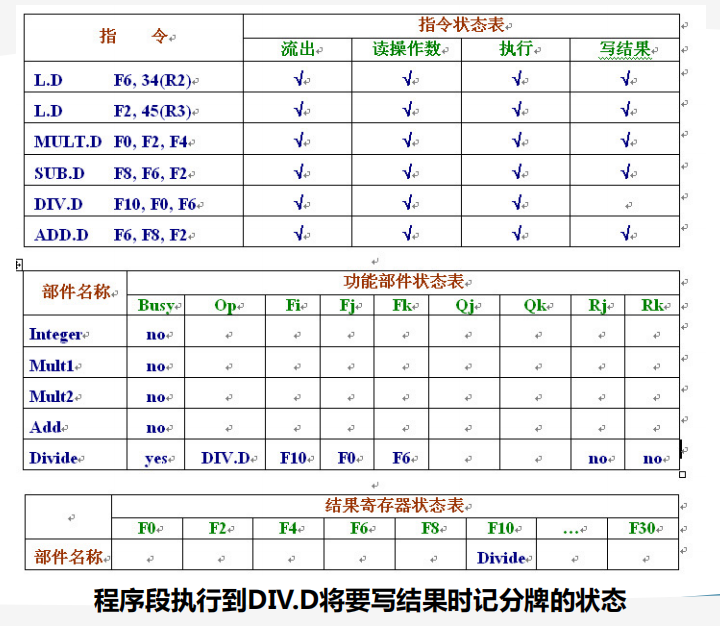 指 令 指令状态表
流出 读操作数 执行 写结果
L.D F6, 34(R2) √ √ √ √
L.D F2, 45(R3) √ √ √ √
MULT.D F0, F2, F4 √ √ √ √
SUB.D F8, F6, F2 √ √ √ √
DIV.D F10, F0, F6 √ √ √
ADD.D F6, F8, F2 √ √ √ √
部件名称 功能部件状态表
Busy Op Fi Fj Fk Qj Qk Rj Rk
Integer no
Mult1 no
Mult2 no
Add no
Divide yes DIV.D F10 F0 F6 no no
结果寄存器状态表
F0 F2 F4 F6 F8 F10 … F30
部件名称 Divide
程序段执行到DIV.D将要写结果时记分牌的状态